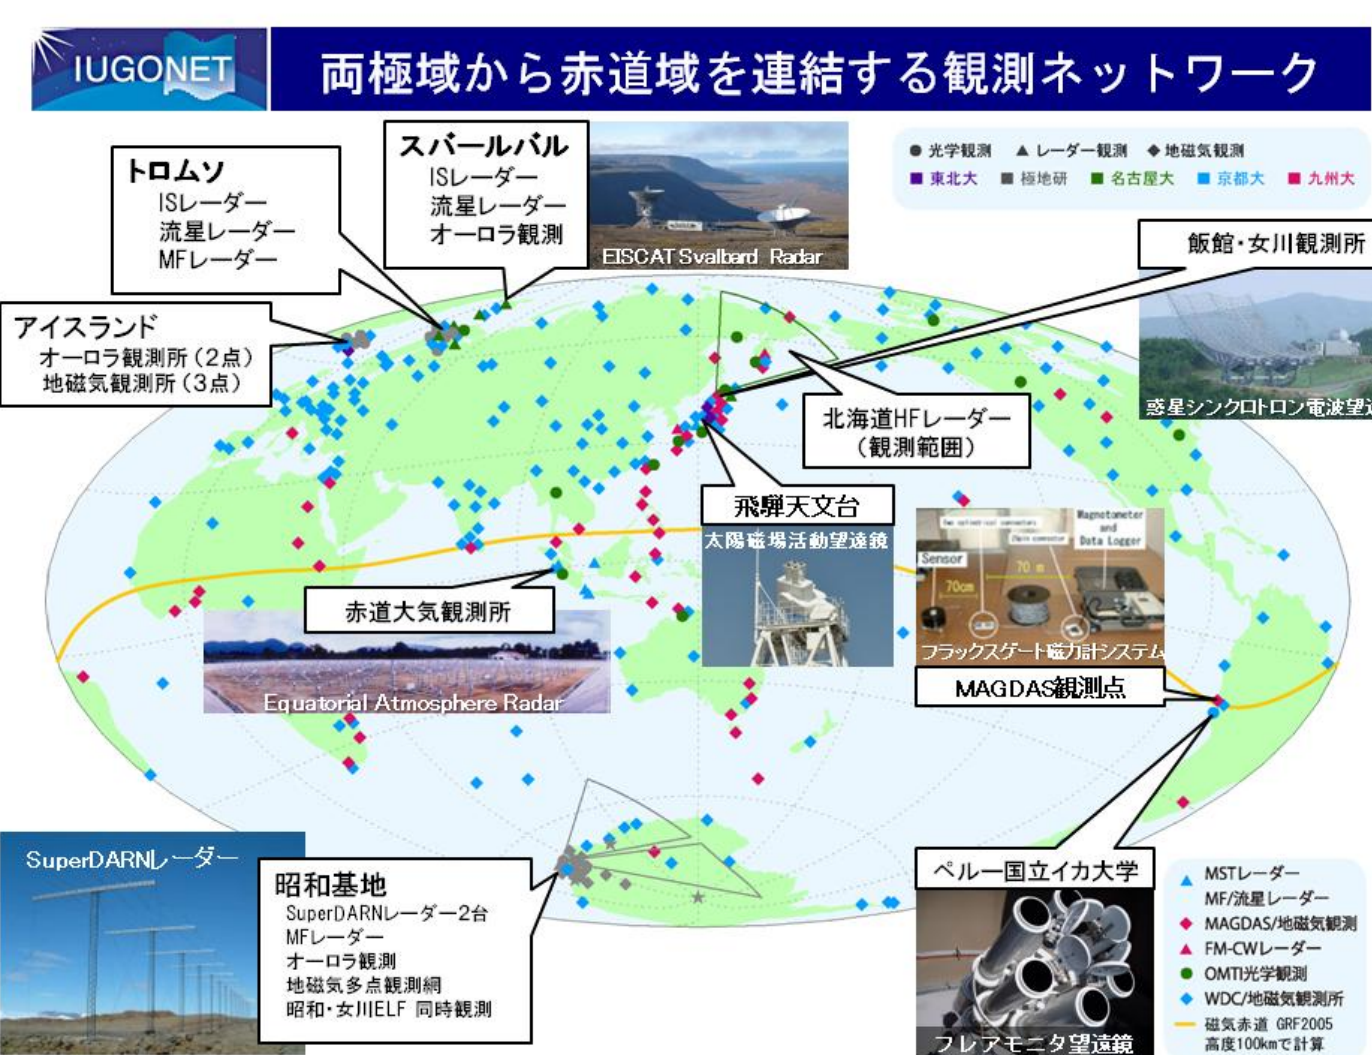 IUGONET
両極域から赤道域を連結する観測ネットワーク
トロムソ
ISレーダー
流星レーダー
MFレーダー
スバールバル
ISレーダー
流星レーダー
オーロラ観測
EISCAT Svalbard Radar
●光学観測 ▲レーダー観測 ◆地磁気観測
■東北大 ■極地研 ■名古屋大 ■京都大 ■九州大
飯館・女川観測所
惑星シンクロトロン電波望遠
アイスランド
オーロラ観測所(2点)
地磁気観測所(3点)
北海道HFレーダー
(観測範囲)
飛騨天文台
太陽磁場活動望遠鏡
Magnetometer
and
Data Logger
Sensor
70cm
70 m
フラックスゲート磁力計システム
MAGDAS観測点
赤道大気観測所
Equatorial Atmosphere Radar
SuperDARNレーダー
昭和基地
SuperDARNレーダー2台
MFレーダー
オーロラ観測
地磁気多点観測網
昭和・女川ELF 同時観測
ペルー国立イカ大学
フレアモニタ望遠鏡
MSTレーダー
MF/流星レーダー
MAGDAS/地磁気観測
FM-CWレーダー
OMTI光学観測
WDC/地磁気観測所
磁気赤道 GRF2005
高度100kmで計算